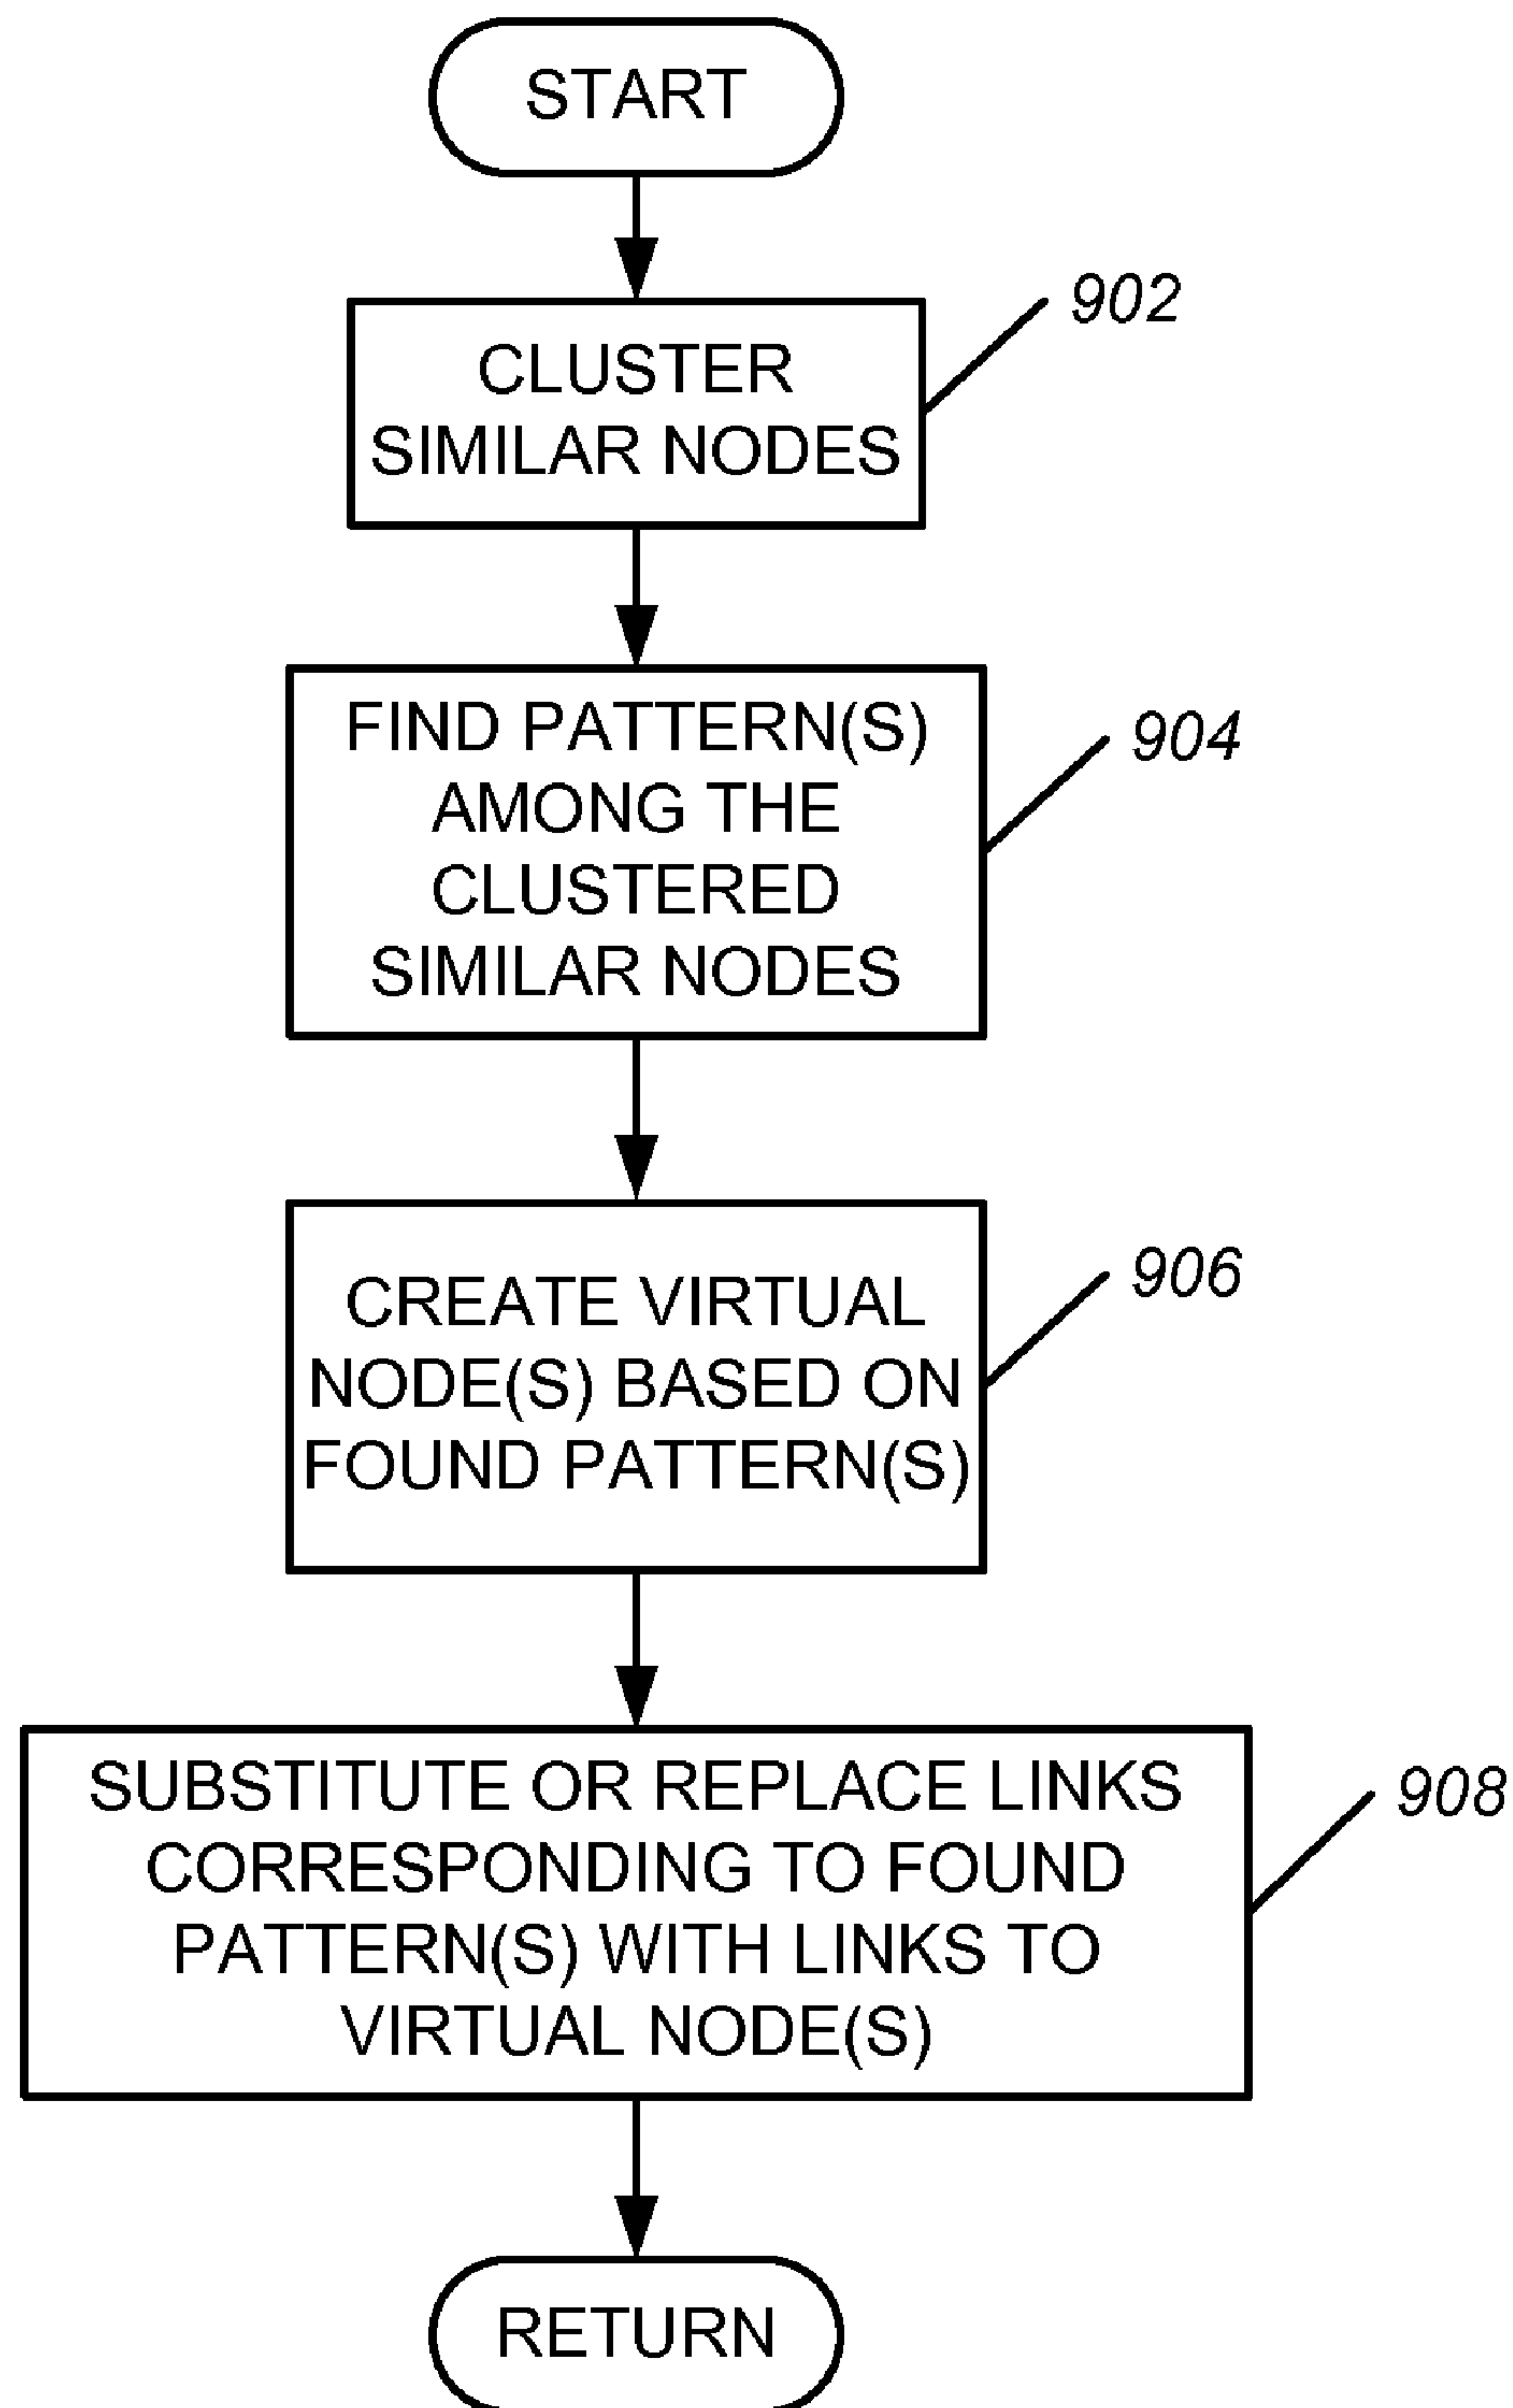 START
902
CLUSTER
SIMILAR NODES
904
FIND PATTERN(S)
AMONG THE
CLUSTERED
SIMILAR NODES
906
CREATE VIRTUAL
NODE(S) BASED ON
FOUND PATTERN(S)
908
SUBSTITUTE OR REPLACE LINKS
CORRESPONDING TO FOUND
PATTERN(S) WITH LINKS TO
VIRTUAL NODE(S)
RETURN